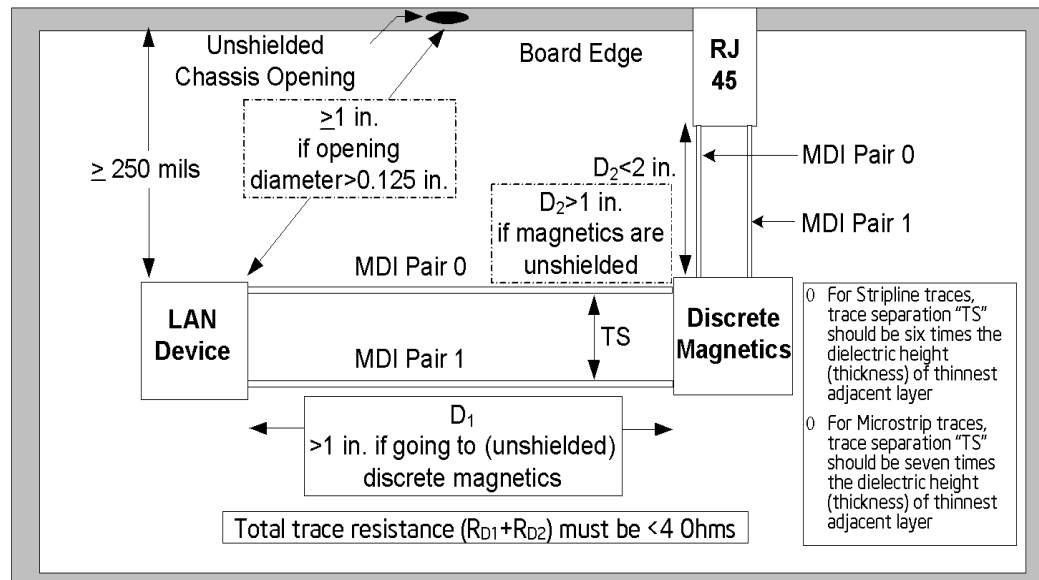 Unshielded
Chassis Opening
Board Edge
RJ
45
≥1 in.
if opening
diameter>0.125 in.
≥ 250 mils
D₂<2 in.
MDI Pair 0
D₂>1 in.
if magnetics are
unshielded
MDI Pair 1
MDI Pair 0
LAN
Device
TS
Discrete
Magnetics
MDI Pair 1
() For Stripline traces,
trace separation "TS"
should be six times the
dielectric height
(thickness) of thinnest
adjacent layer
() For Microstrip traces,
trace separation "TS"
should be seven times
the dielectric height
(thickness) of thinnest
adjacent layer
D₁
>1 in. if going to (unshielded)
discrete magnetics
Total trace resistance (R_D1+R_D2) must be <4 Ohms